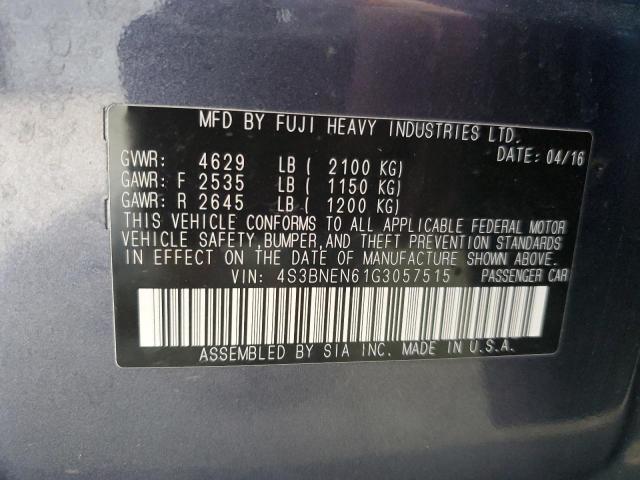 MFD BY FUJI HEAVY INDUSTRIES LTD.
DATE: 04/16
GVWR: 4629 LB ( 2100 KG)
GAWR: F 2535 LB ( 1150 KG)
GAWR: R 2645 LB ( 1200 KG)
THIS VEHICLE CONFORMS TO ALL APPLICABLE FEDERAL MOTOR
VEHICLE SAFETY,BUMPER,AND THEFT PREVENTION STANDARDS
IN EFFECT ON THE DATE OF MANUFACTURE SHOWN ABOVE.
VIN: 4S3BNEN61G3057515 PASSENGER CAR
ASSEMBLED BY SIA INC. MADE IN U.S.A.